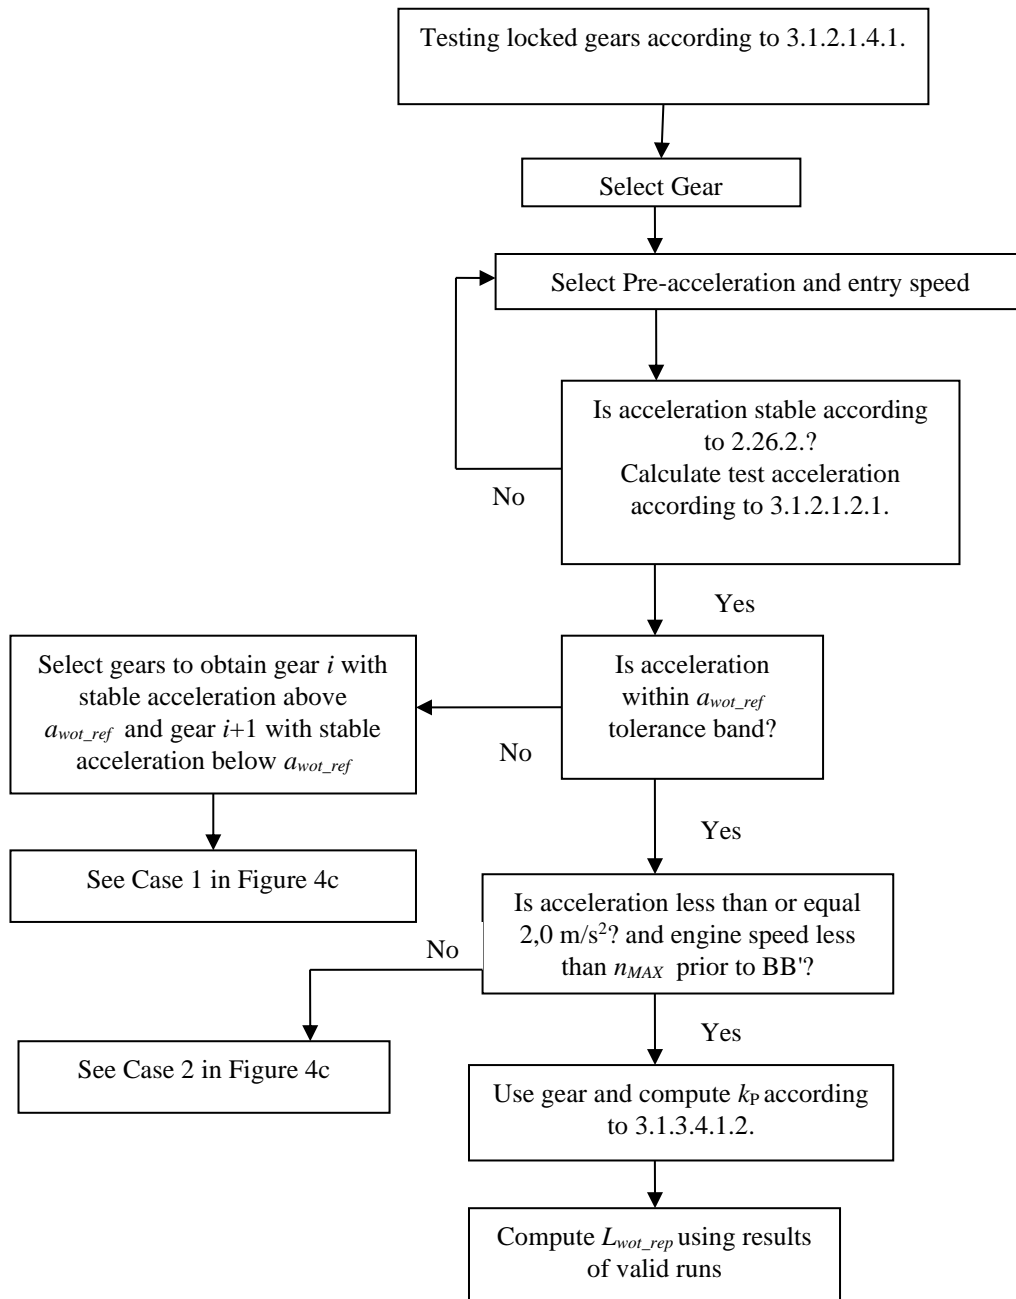 Testing locked gears according to 3.1.2.1.4.1.
Select Gear
Select Pre-acceleration and entry speed
Is acceleration stable according
to 2.26.2.?
Calculate test acceleration
according to 3.1.2.1.2.1.
No
Yes
Select gears to obtain gear i with
stable acceleration above
a_wot_ref and gear i+1 with stable
acceleration below a_wot_ref
Is acceleration
within a_wot_ref
tolerance band?
No
Yes
See Case 1 in Figure 4c
Is acceleration less than or equal
2,0 m/s²? and engine speed less
than n_MAX prior to BB'?
No
Yes
See Case 2 in Figure 4c
Use gear and compute k_P according
to 3.1.3.4.1.2.
Compute L_wot_rep using results
of valid runs